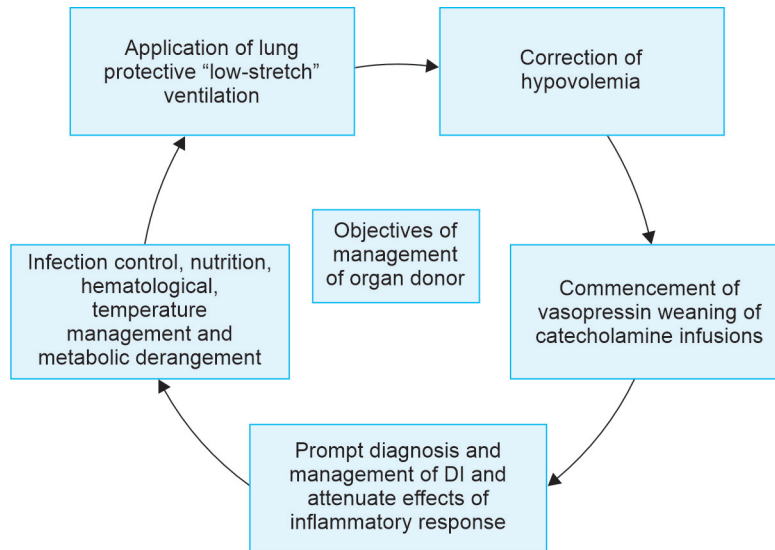 Application of lung
protective “low-stretch”
ventilation
Correction of
hypovolemia
Objectives of
management
of organ donor
Infection control, nutrition,
hematological,
temperature
management and
metabolic derangement
Commencement of
vasopressin weaning of
catecholamine infusions
Prompt diagnosis and
management of DI and
attenuate effects of
inflammatory response